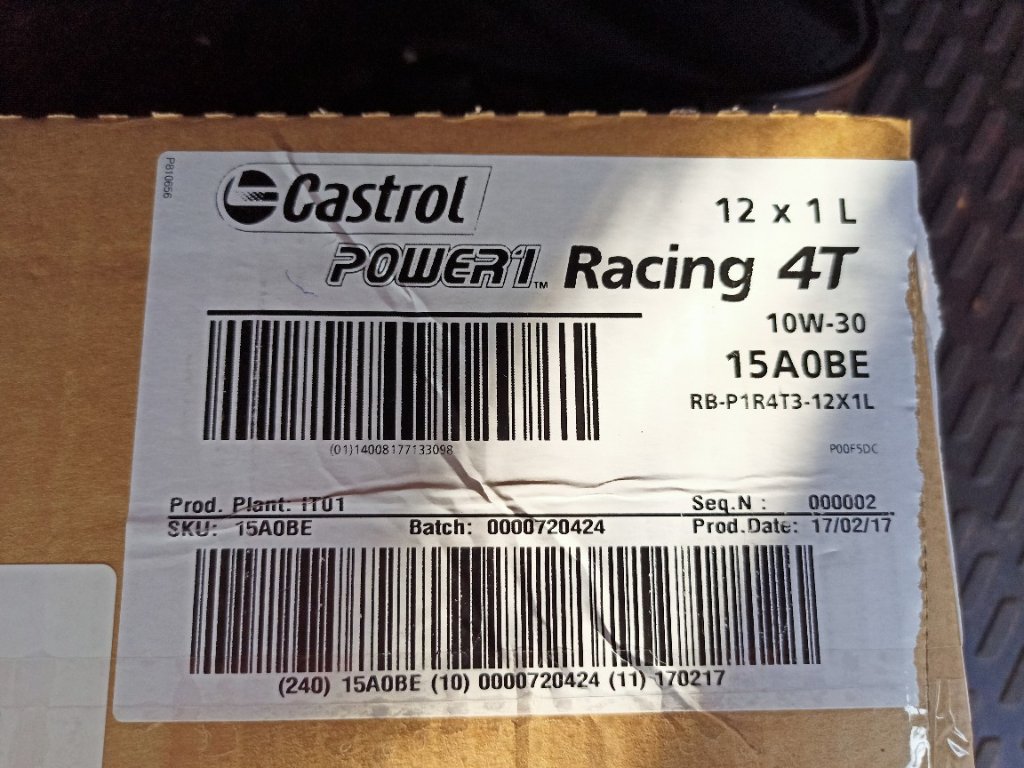 P810656
Castrol
12 x 1 L
POWER1™ Racing 4T
10W-30
15A0BE
RB-P1R4T3-12X1L
(01)14008177133098
P00F5DC
Prod. Plant: IT01 Seq.N : 000002
SKU: 15A0BE Batch: 0000720424 Prod.Date: 17/02/17
(240) 15A0BE (10) 0000720424 (11) 170217